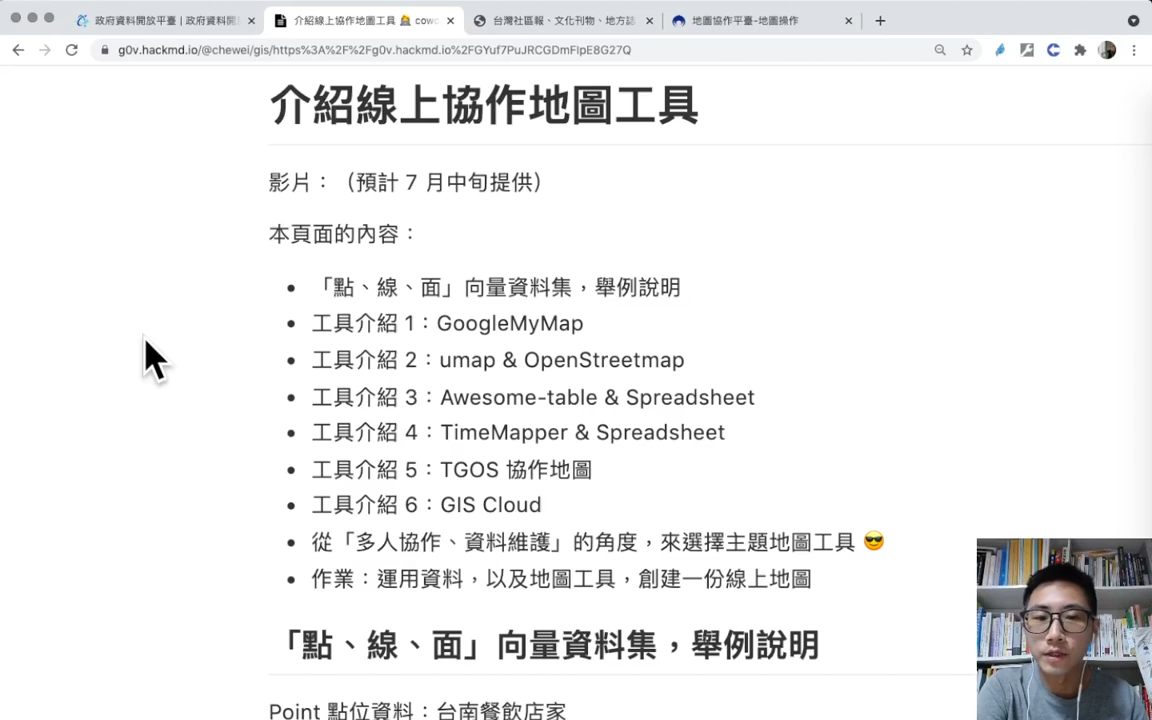 政府資料開放平臺 | 政府資料開
介紹線上協作地圖工具 👷 cowo
台灣社區報、文化刊物、地方誌
地圖協作平臺-地圖操作
g0v.hackmd.io/@chewei/gis/https%3A%2F%2Fg0v.hackmd.io%2FGYuf7PuJRCGDmFlpE8G27Q
介紹線上協作地圖工具
影片：（預計 7 月中旬提供）
本頁面的內容：
「點、線、面」向量資料集，舉例說明
工具介紹 1：GoogleMyMap
工具介紹 2：umap & OpenStreetmap
工具介紹 3：Awesome-table & Spreadsheet
工具介紹 4：TimeMapper & Spreadsheet
工具介紹 5：TGOS 協作地圖
工具介紹 6：GIS Cloud
從「多人協作、資料維護」的角度，來選擇主題地圖工具 😎
作業：運用資料，以及地圖工具，創建一份線上地圖
「點、線、面」向量資料集，舉例說明
Point 點位資料：台南餐飲店家